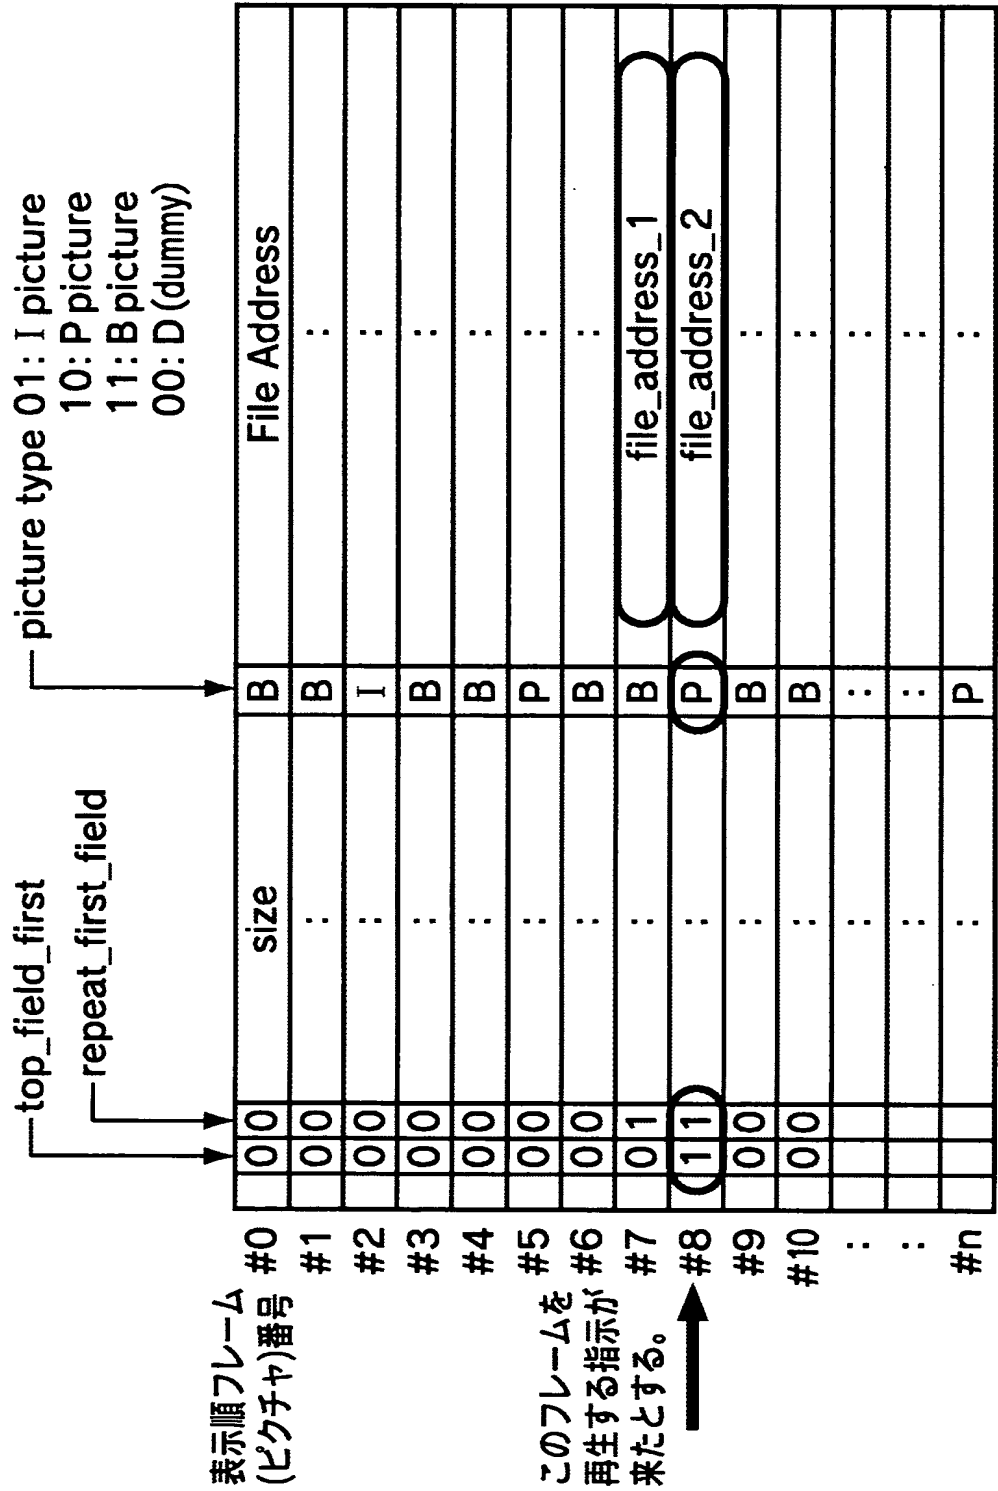 top_field_first
repeat_first_field
picture type 01: I picture
10: P picture
11: B picture
00: D (dummy)
表示順フレーム
(ピクチャ)番号
#0 0 0 size B File Address
#1 0 0 : B :
#2 0 0 : I :
#3 0 0 : B :
#4 0 0 : B :
#5 0 0 : P :
#6 0 0 : B :
#7 0 1 : B file_address_1
#8 1 1 : P file_address_2
#9 0 0 : B :
#10 0 0 : B :
: : : :
: : : :
#n : P :
このフレームを
再生する指示が
来たとする。